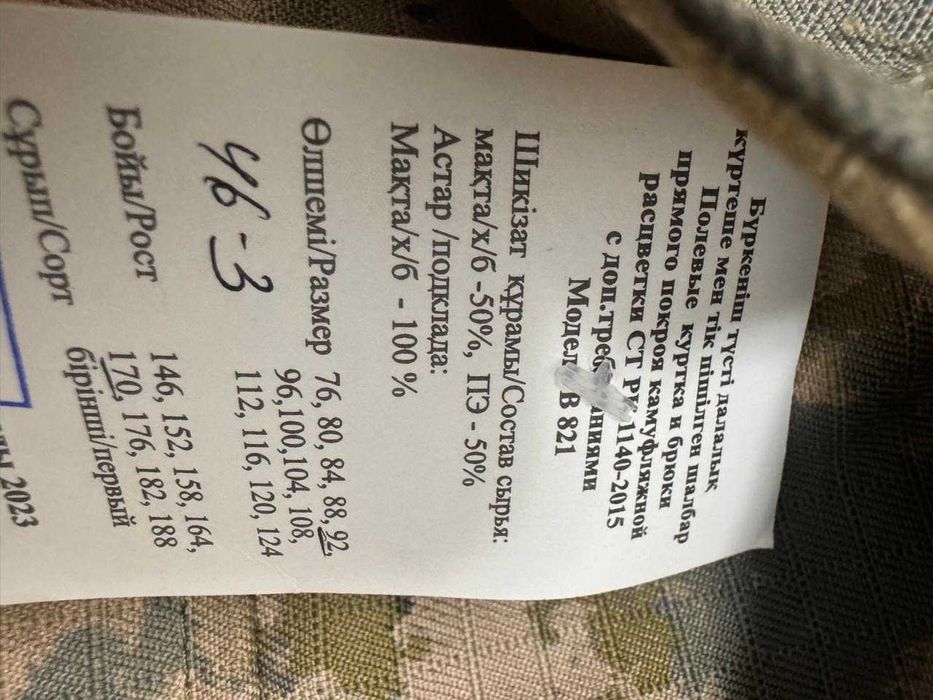 Бүркеніш түсті далалық
күртеше мен тік пішілген шалбар
Полевые куртка и брюки
прямого покроя камуфляжной
расцветки СТ РК 1140-2015
с доп.
Модел В 821
Шикізат құрамы/Состав сырья:
мақта/х/б -50%, ПЭ - 50%
Астар /подклада:
Мақта/х/б - 100 %
Өлшемі/Размер 76, 80, 84, 88, 92,
96,100,104, 108,
112, 116, 120, 124
46-3
Бойы/Рост 146, 152, 158, 164,
170, 176, 182, 188
Сұрып/Сорт бірінші/первый
2023